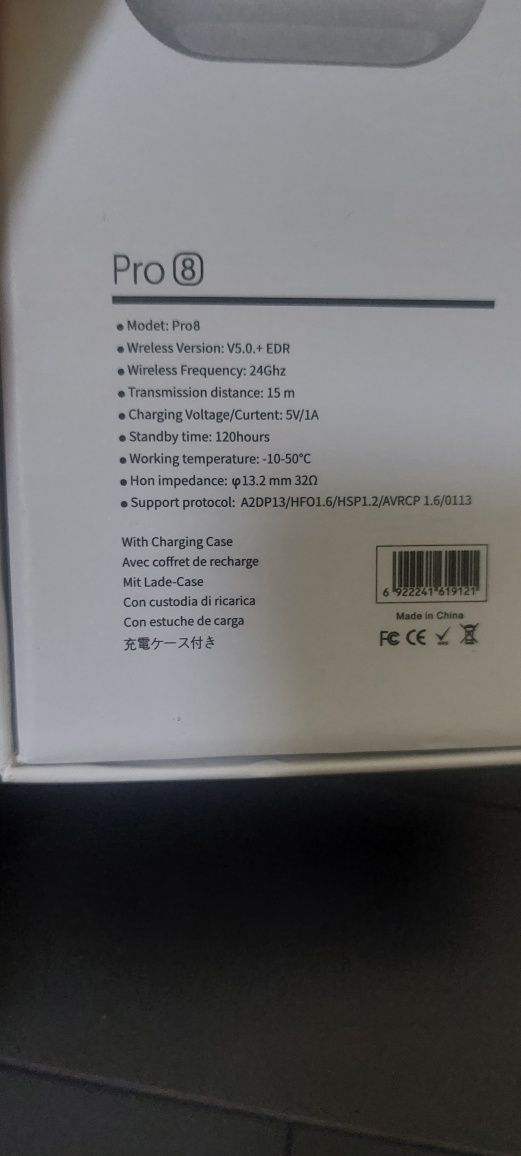 Pro 8
• Modet: Pro8
• Wreless Version: V5.0.+ EDR
• Wireless Frequency: 24Ghz
• Transmission distance: 15 m
• Charging Voltage/Curtent: 5V/1A
• Standby time: 120hours
• Working temperature: -10-50°C
• Hon impedance: φ13.2 mm 32Ω
• Support protocol: A2DP13/HFO1.6/HSP1.2/AVRCP 1.6/0113
With Charging Case
Avec coffret de recharge
Mit Lade-Case
Con custodia di ricarica
Con estuche de carga
充電ケース付き
6 922241 619121
Made in China
FC CE